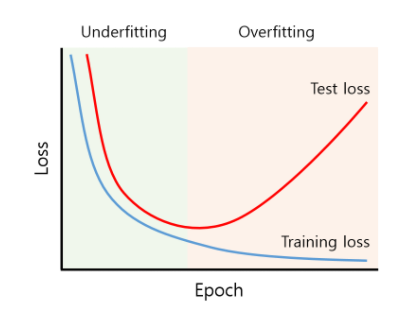 Underfitting
Overfitting
Test loss
Loss
Training loss
Epoch